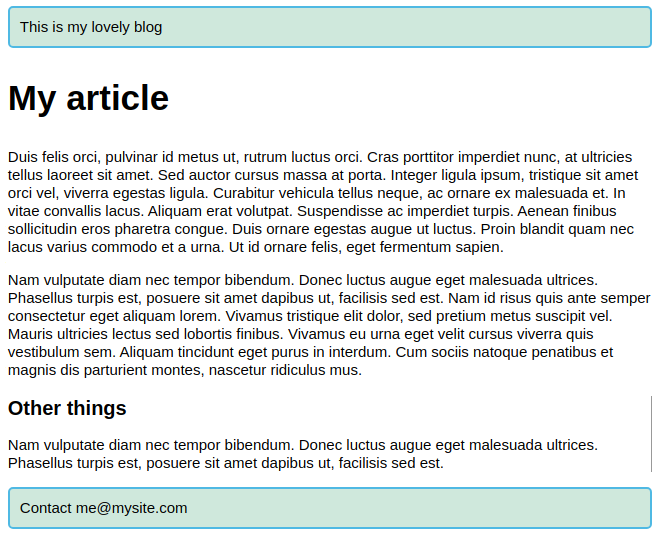 This is my lovely blog
My article
Duis felis orci, pulvinar id metus ut, rutrum luctus orci. Cras porttitor imperdiet nunc, at ultricies
tellus laoreet sit amet. Sed auctor cursus massa at porta. Integer ligula ipsum, tristique sit amet
orci vel, viverra egestas ligula. Curabitur vehicula tellus neque, ac ornare ex malesuada et. In
vitae convallis lacus. Aliquam erat volutpat. Suspendisse ac imperdiet turpis. Aenean finibus
sollicitudin eros pharetra congue. Duis ornare egestas augue ut luctus. Proin blandit quam nec
lacus varius commodo et a urna. Ut id ornare felis, eget fermentum sapien.
Nam vulputate diam nec tempor bibendum. Donec luctus augue eget malesuada ultrices.
Phasellus turpis est, posuere sit amet dapibus ut, facilisis sed est. Nam id risus quis ante semper
consectetur eget aliquam lorem. Vivamus tristique elit dolor, sed pretium metus suscipit vel.
Mauris ultricies lectus sed lobortis finibus. Vivamus eu urna eget velit cursus viverra quis
vestibulum sem. Aliquam tincidunt eget purus in interdum. Cum sociis natoque penatibus et
magnis dis parturient montes, nascetur ridiculus mus.
Other things
Nam vulputate diam nec tempor bibendum. Donec luctus augue eget malesuada ultrices.
Phasellus turpis est, posuere sit amet dapibus ut, facilisis sed est.
Contact me@mysite.com